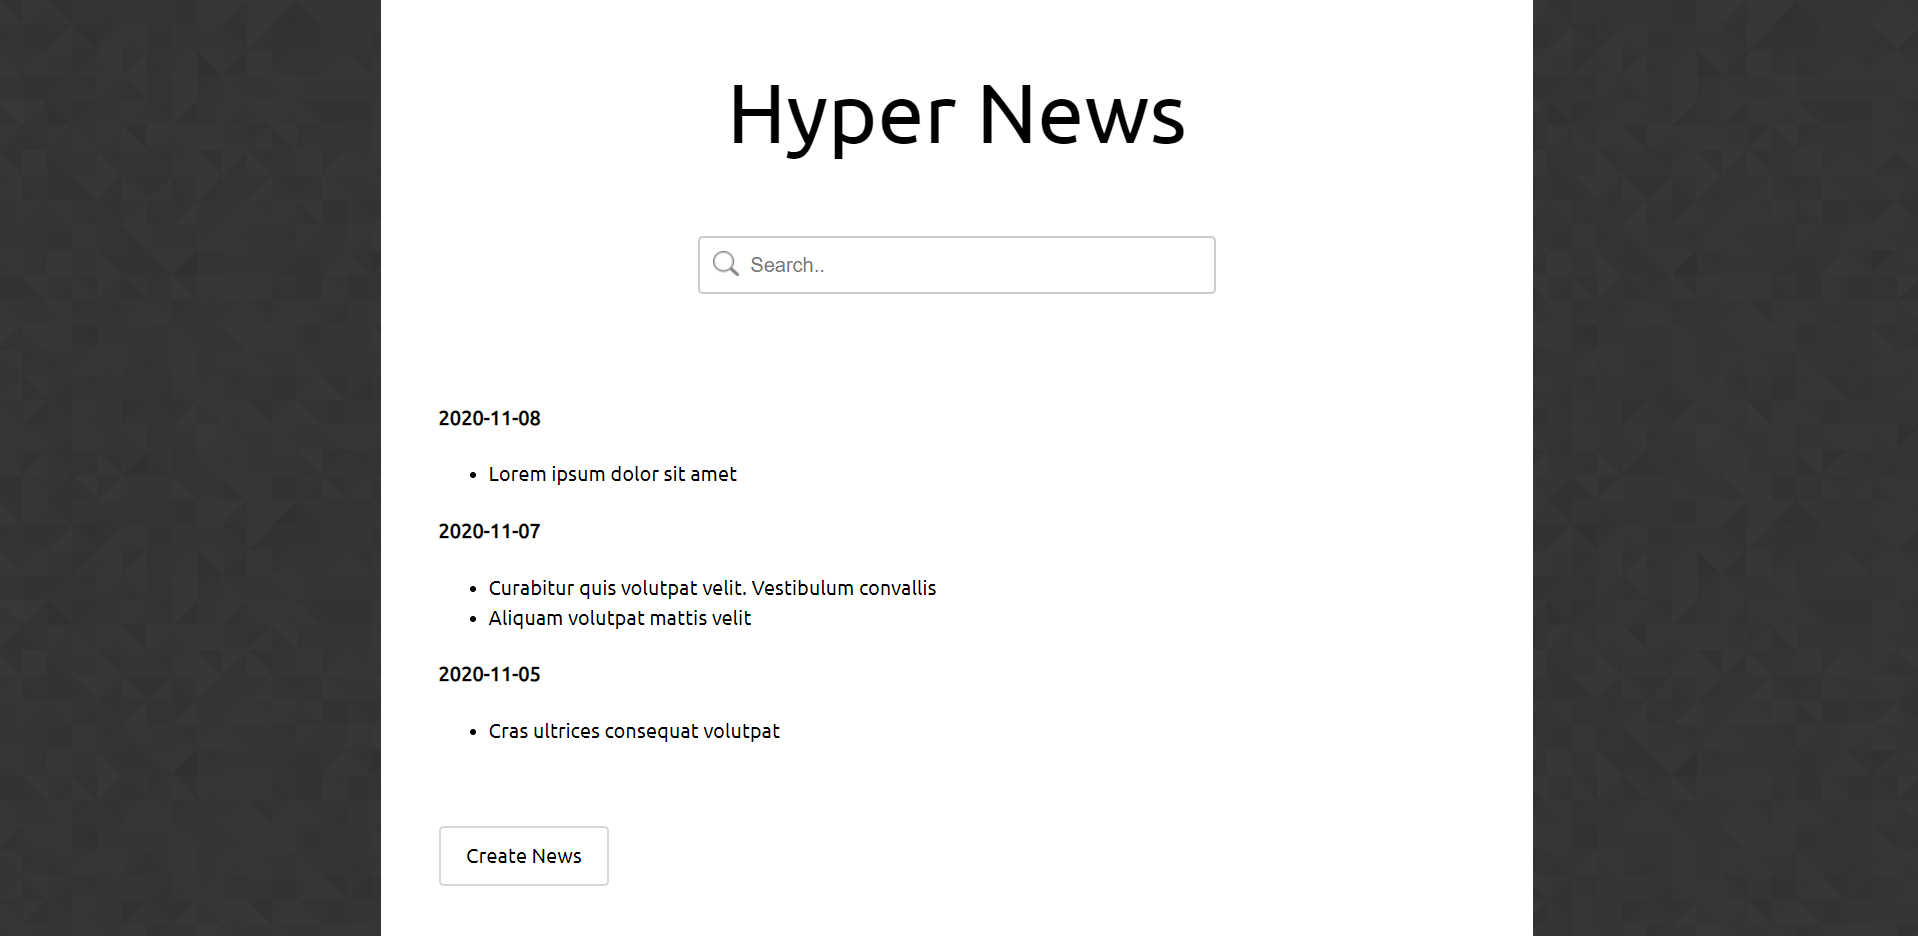 Hyper News
Search..
2020-11-08
• Lorem ipsum dolor sit amet
2020-11-07
• Curabitur quis volutpat velit. Vestibulum convallis
• Aliquam volutpat mattis velit
2020-11-05
• Cras ultrices consequat volutpat
Create News